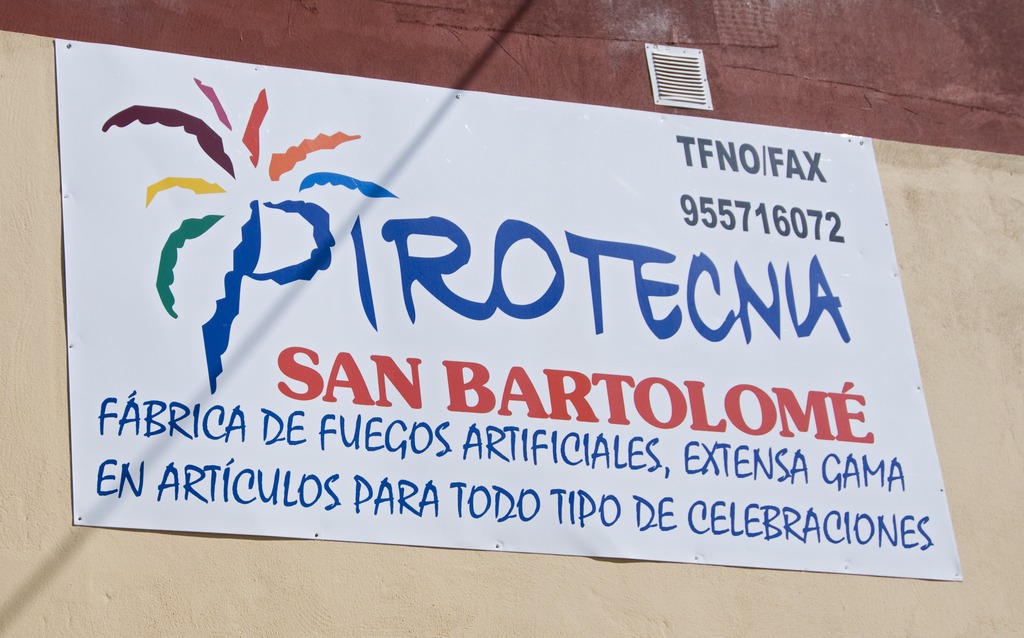 TFNO/FAX
955716072
PIROTECNIA
SAN BARTOLOMÉ
FÁBRICA DE FUEGOS ARTIFICIALES, EXTENSA GAMA
EN ARTÍCULOS PARA TODO TIPO DE CELEBRACIONES